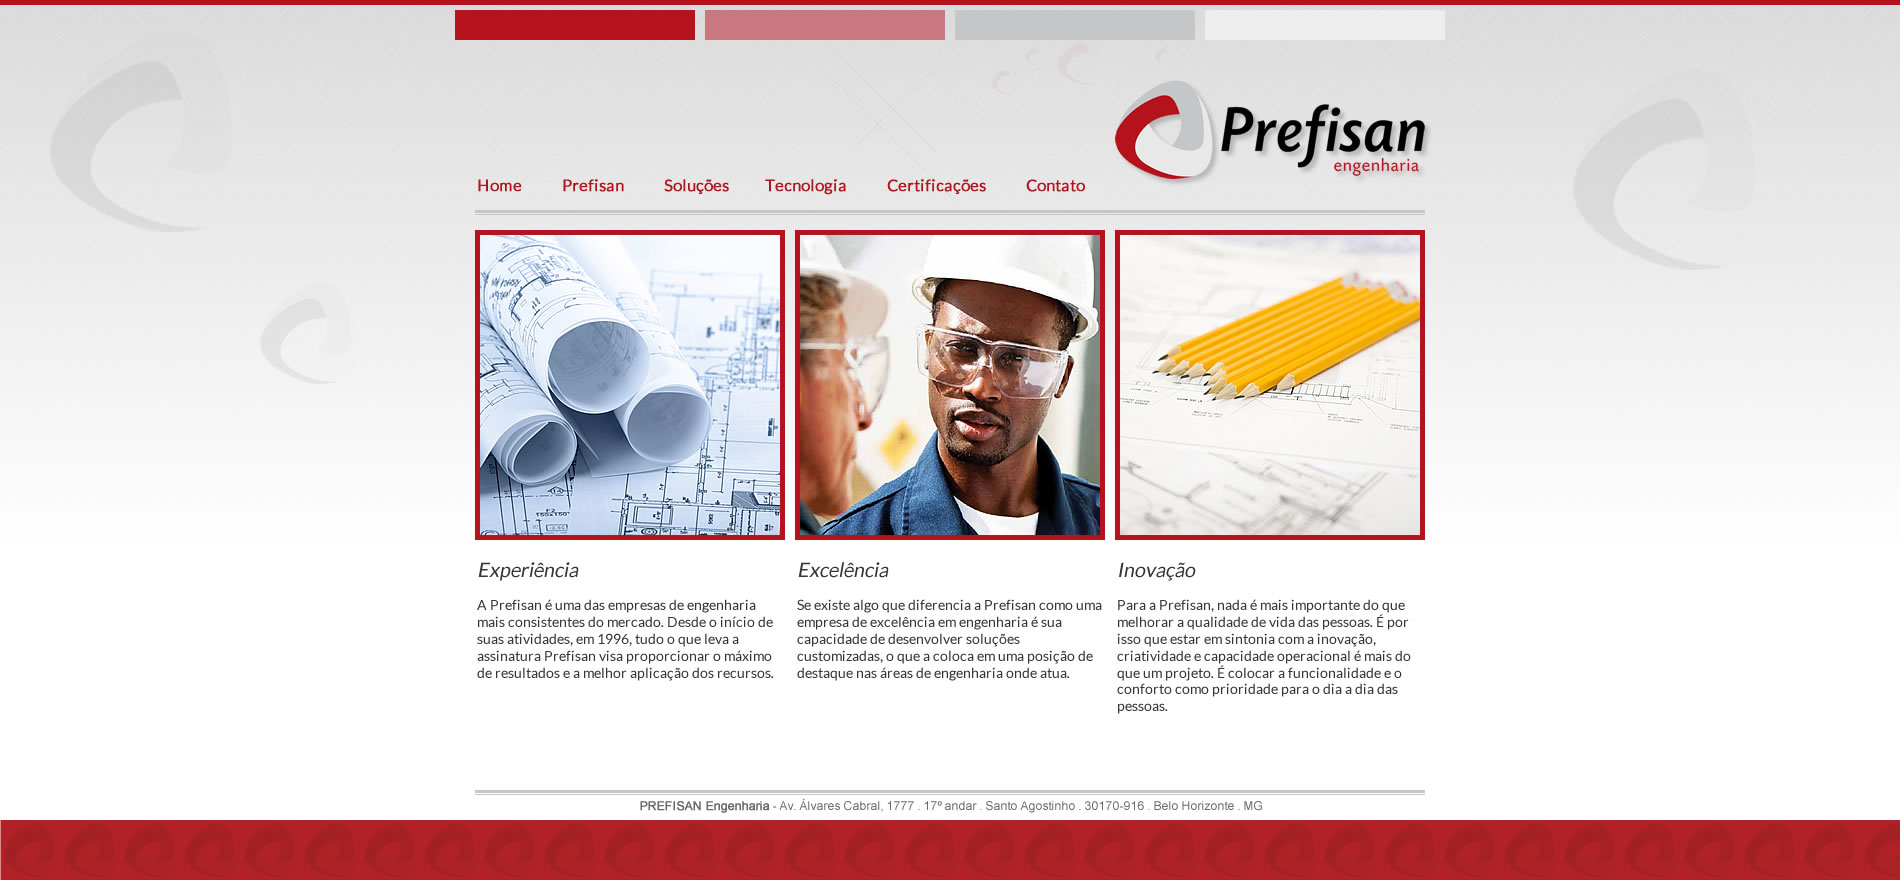 Prefisan
engenharia
Home Prefisan Soluções Tecnologia Certificações Contato
Experiência
A Prefisan é uma das empresas de engenharia
mais consistentes do mercado. Desde o início de
suas atividades, em 1996, tudo o que leva a
assinatura Prefisan visa proporcionar o máximo
de resultados e a melhor aplicação dos recursos.
Excelência
Se existe algo que diferencia a Prefisan como uma
empresa de excelência em engenharia é sua
capacidade de desenvolver soluções
customizadas, o que a coloca em uma posição de
destaque nas áreas de engenharia onde atua.
Inovação
Para a Prefisan, nada é mais importante do que
melhorar a qualidade de vida das pessoas. É por
isso que estar em sintonia com a inovação,
criatividade e capacidade operacional é mais do
que um projeto. É colocar a funcionalidade e o
conforto como prioridade para o dia a dia das
pessoas.
PREFISAN Engenharia - Av. Álvares Cabral, 1777 . 17º andar . Santo Agostinho . 30170-916 . Belo Horizonte . MG